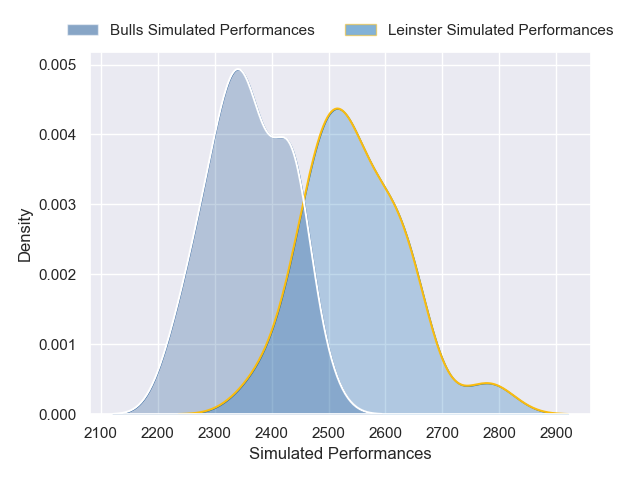 Bulls Simulated Performances Leinster Simulated Performances
0.005
0.004
0.003
0.002
0.001
0.000
Density
2100 2200 2300 2400 2500 2600 2700 2800 2900
Simulated Performances